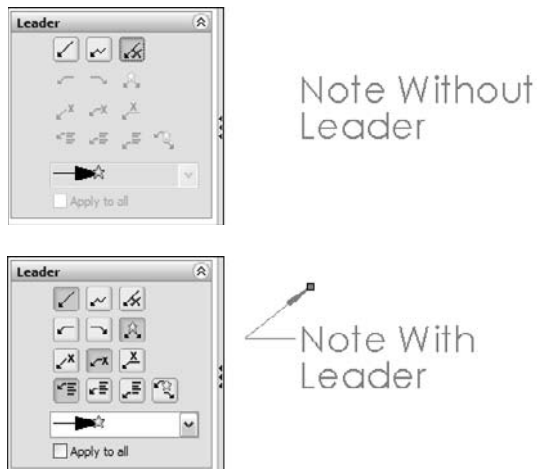 Leader
Note Without
Leader
Apply to all
Leader
Note With
Leader
Apply to all